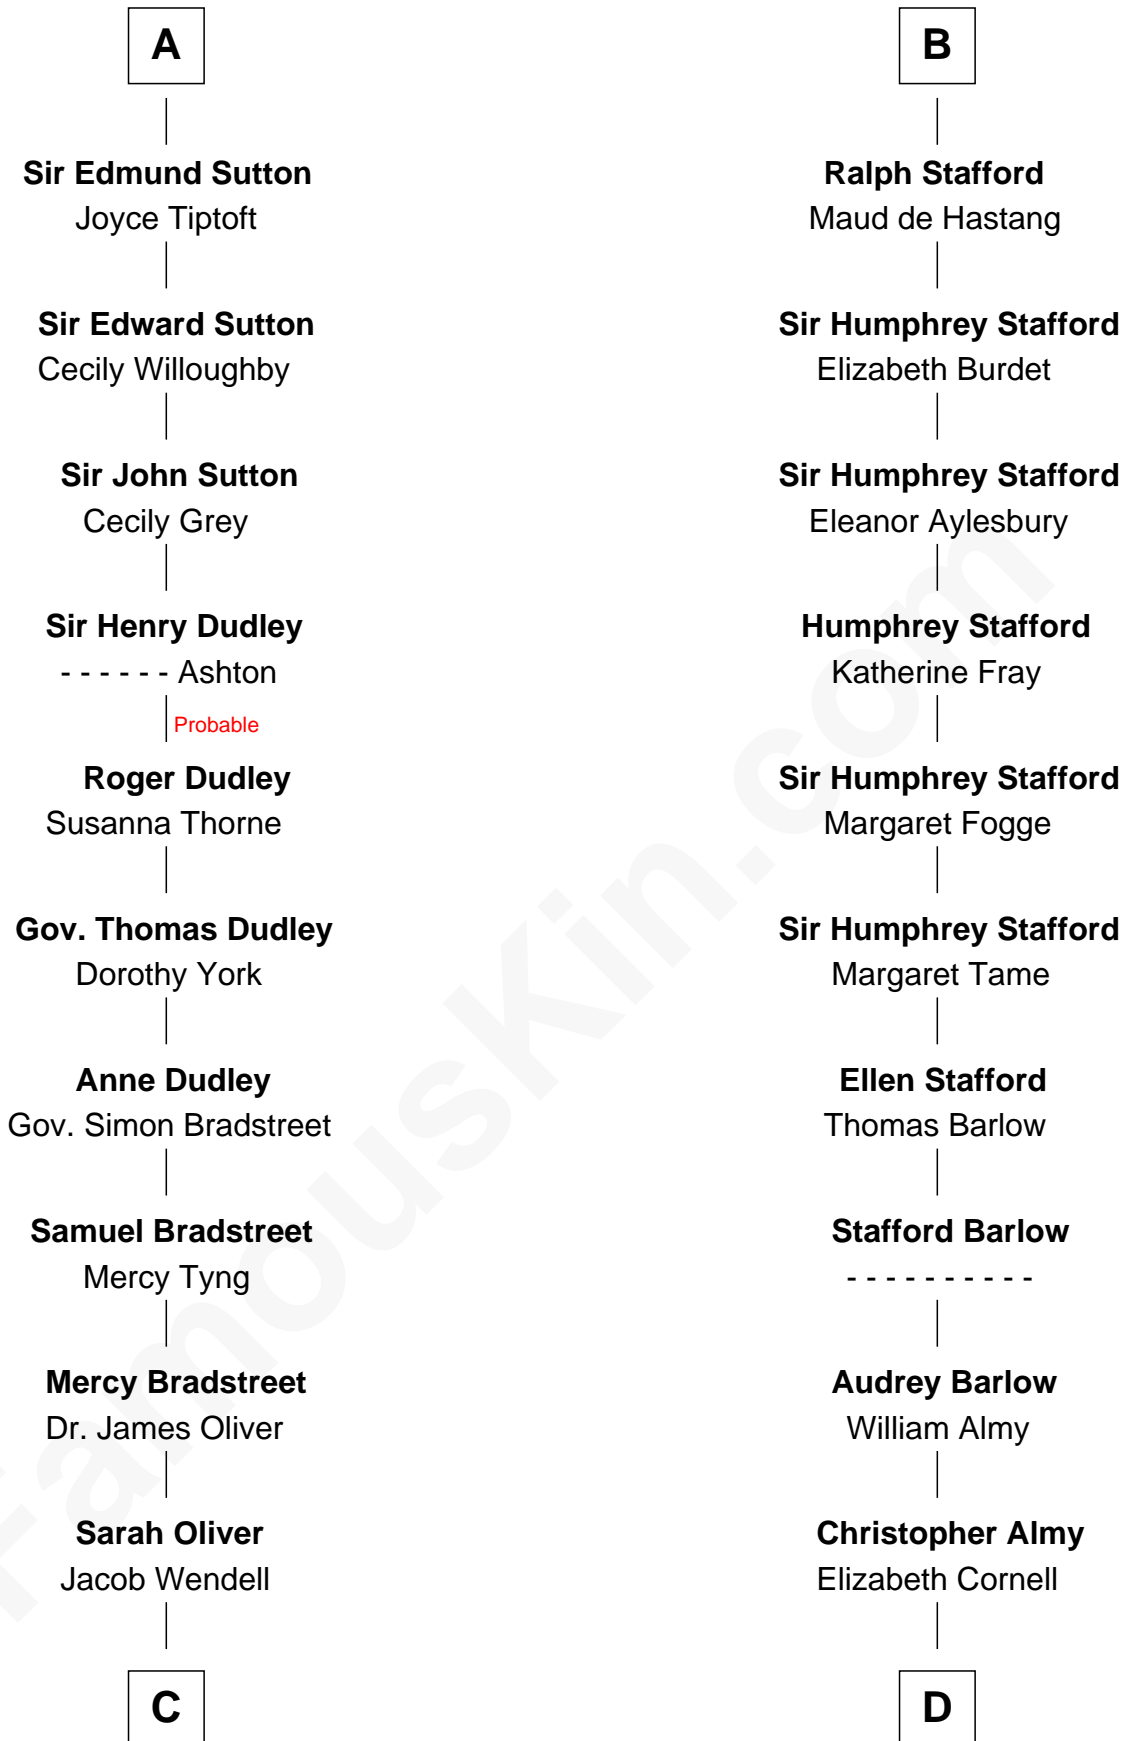 A
Sir Edmund Sutton
Joyce Tiptoft
Sir Edward Sutton
Cecily Willoughby
Sir John Sutton
Cecily Grey
Sir Henry Dudley
- - - - - - Ashton
Probable
Roger Dudley
Susanna Thorne
Gov. Thomas Dudley
Dorothy York
Anne Dudley
Gov. Simon Bradstreet
Samuel Bradstreet
Mercy Tyng
Mercy Bradstreet
Dr. James Oliver
Sarah Oliver
Jacob Wendell
C
B
Ralph Stafford
Maud de Hastang
Sir Humphrey Stafford
Elizabeth Burdet
Sir Humphrey Stafford
Eleanor Aylesbury
Humphrey Stafford
Katherine Fray
Sir Humphrey Stafford
Margaret Fogge
Sir Humphrey Stafford
Margaret Tame
Ellen Stafford
Thomas Barlow
Stafford Barlow
- - - - - - - - - -
Audrey Barlow
William Almy
Christopher Almy
Elizabeth Cornell
D
FamousKin.com